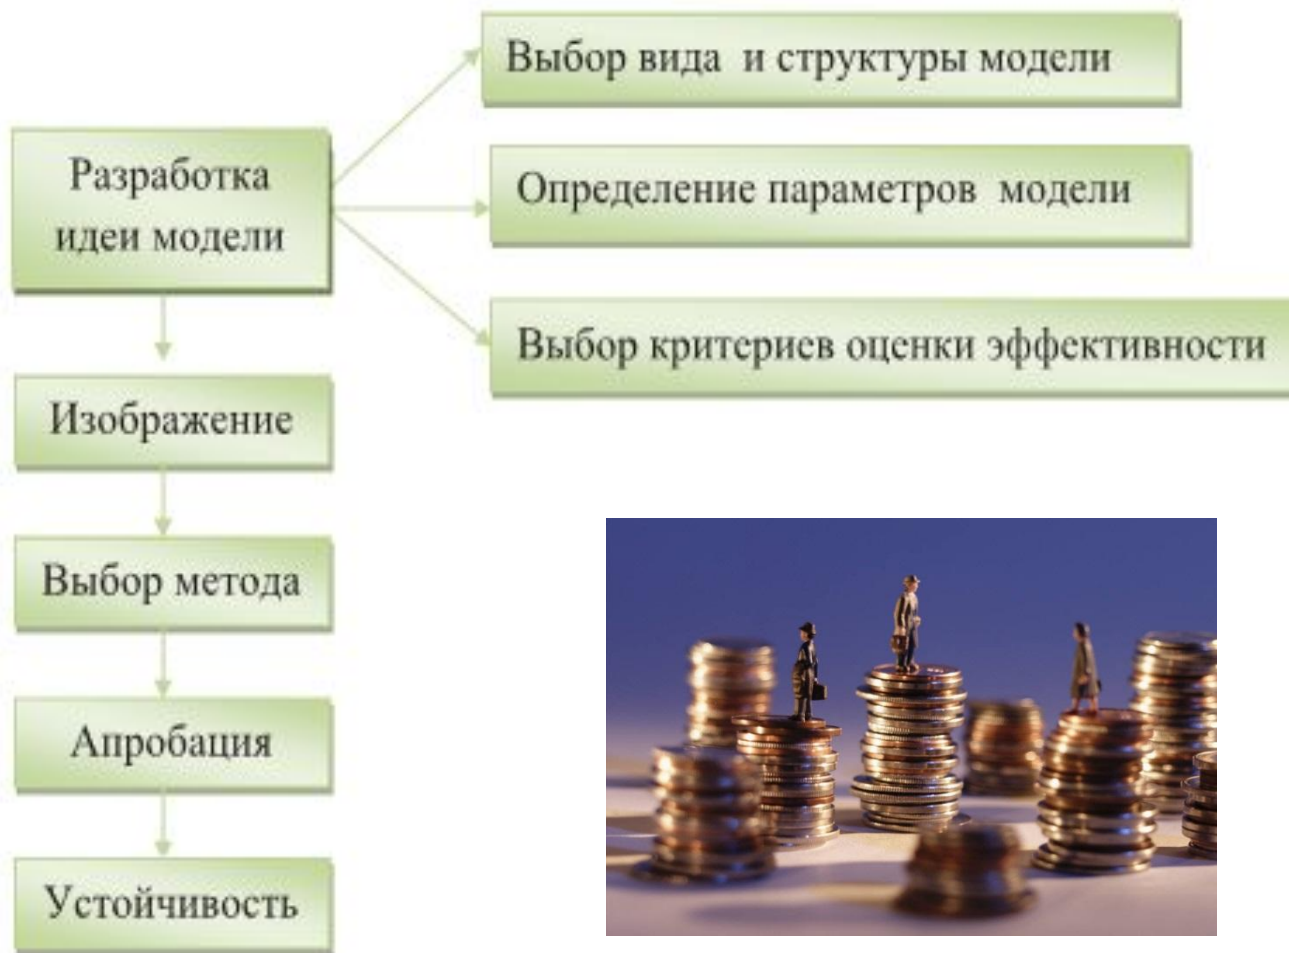 Выбор вида и структуры модели
Разработка
идеи модели
Определение параметров модели
Выбор критериев оценки эффективности
Изображение
Выбор метода
Апробация
Устойчивость